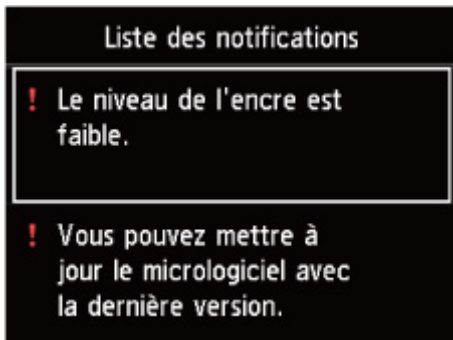 Liste des notifications
! Le niveau de l'encre est
faible.
! Vous pouvez mettre à
jour le micrologiciel avec
la dernière version.